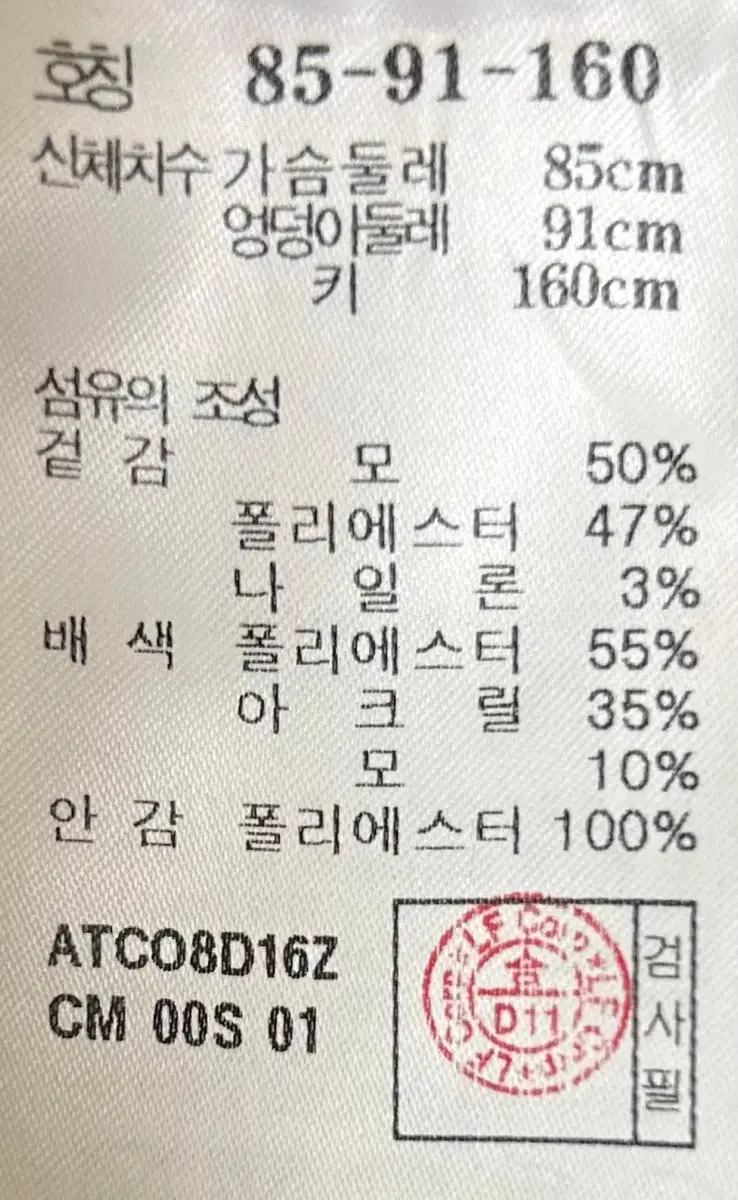 호칭 85-91-160
신체치수 가슴둘레 85cm
엉덩이둘레 91cm
키 160cm
섬유의 조성
겉감 모 50%
폴리에스터 47%
나일론 3%
배색 폴리에스터 55%
아크릴 35%
모 10%
안감 폴리에스터 100%
ATCO8D16Z
CM 00S 01
LF Corp
D11
검사필